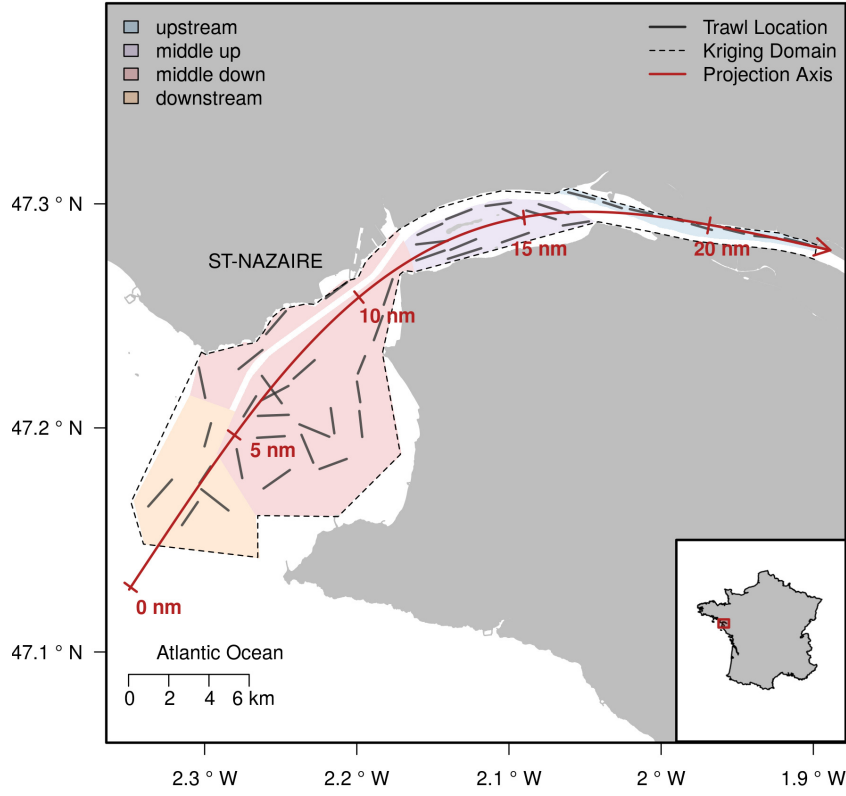 upstream
middle up
middle down
downstream
Trawl Location
Kriging Domain
Projection Axis
47.3 ° N
47.2 ° N
47.1 ° N
ST-NAZAIRE
15 nm
20 nm
10 nm
5 nm
0 nm
Atlantic Ocean
0 2 4 6 km
2.3 ° W 2.2 ° W 2.1 ° W 2 ° W 1.9 ° W